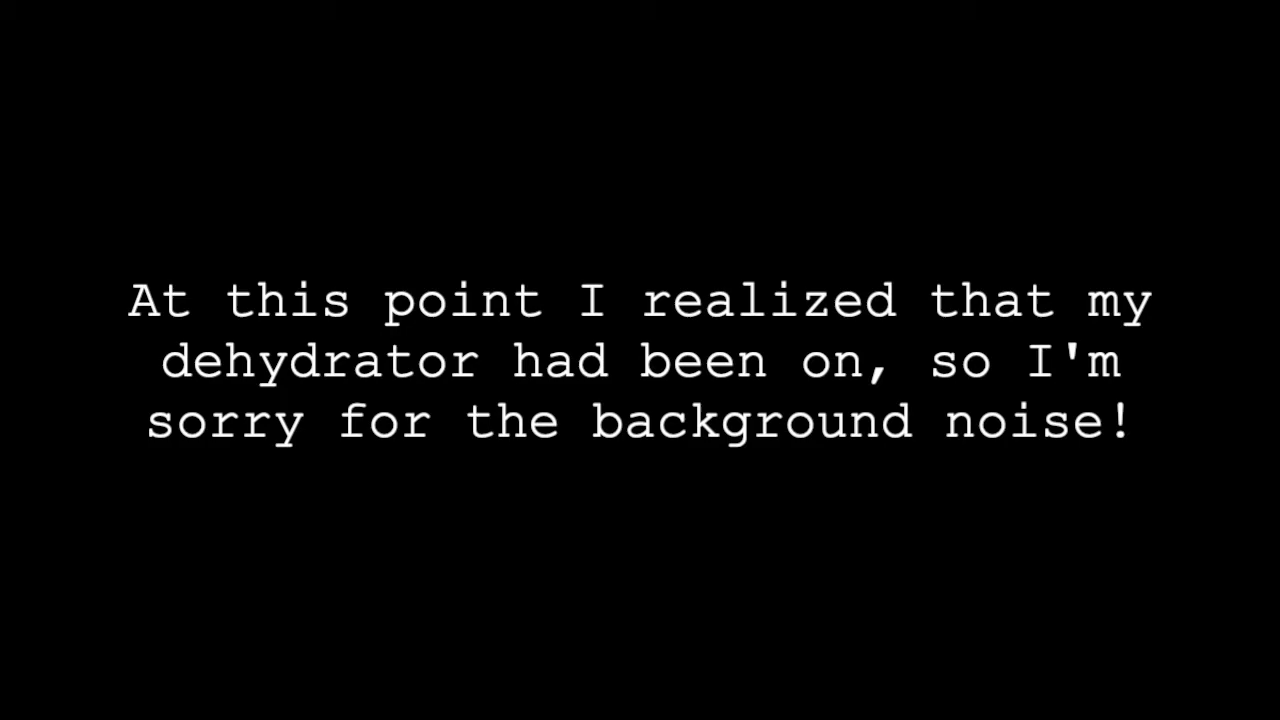 At this point I realized that my
dehydrator had been on, so I'm
sorry for the background noise!